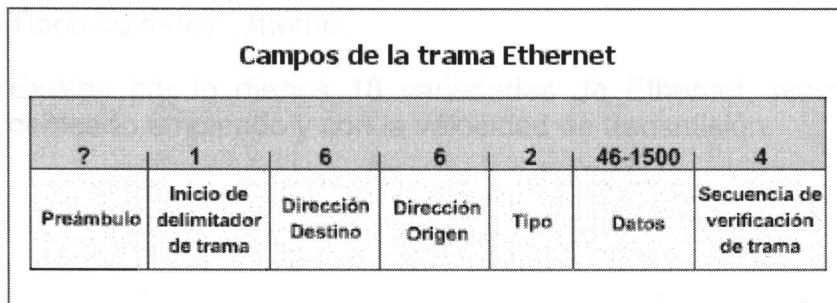 Campos de la trama Ethernet
? 1 6 6 2 46-1500 4
Preámbulo
Inicio de
delimitador
de trama
Dirección
Destino
Dirección
Origen
Tipo
Datos
Secuencia de
verificación
de trama